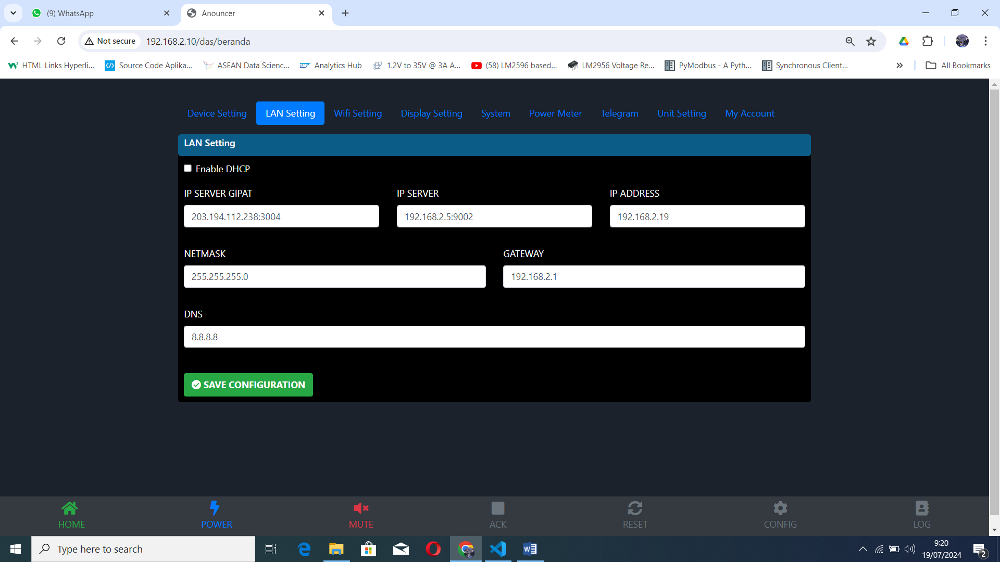 (9) WhatsApp
Anouncer
Not secure
192.168.2.10/das/beranda
HTML Links Hyperli...
Source Code Aplika...
ASEAN Data Scienc...
Analytics Hub
1.2V to 35V @ 3A A...
(58) LM2596 based...
LM2956 Voltage Re...
PyModbus - A Pyth...
Synchronous Client...
All Bookmarks
Device Setting
LAN Setting
Wifi Setting
Display Setting
System
Power Meter
Telegram
Unit Setting
My Account
LAN Setting
Enable DHCP
IP SERVER GIPAT
IP SERVER
IP ADDRESS
203.194.112.238:3004
192.168.2.5:9002
192.168.2.19
NETMASK
GATEWAY
255.255.255.0
192.168.2.1
DNS
8.8.8.8
SAVE CONFIGURATION
HOME
POWER
MUTE
ACK
RESET
CONFIG
LOG
Type here to search
9:20
19/07/2024
2